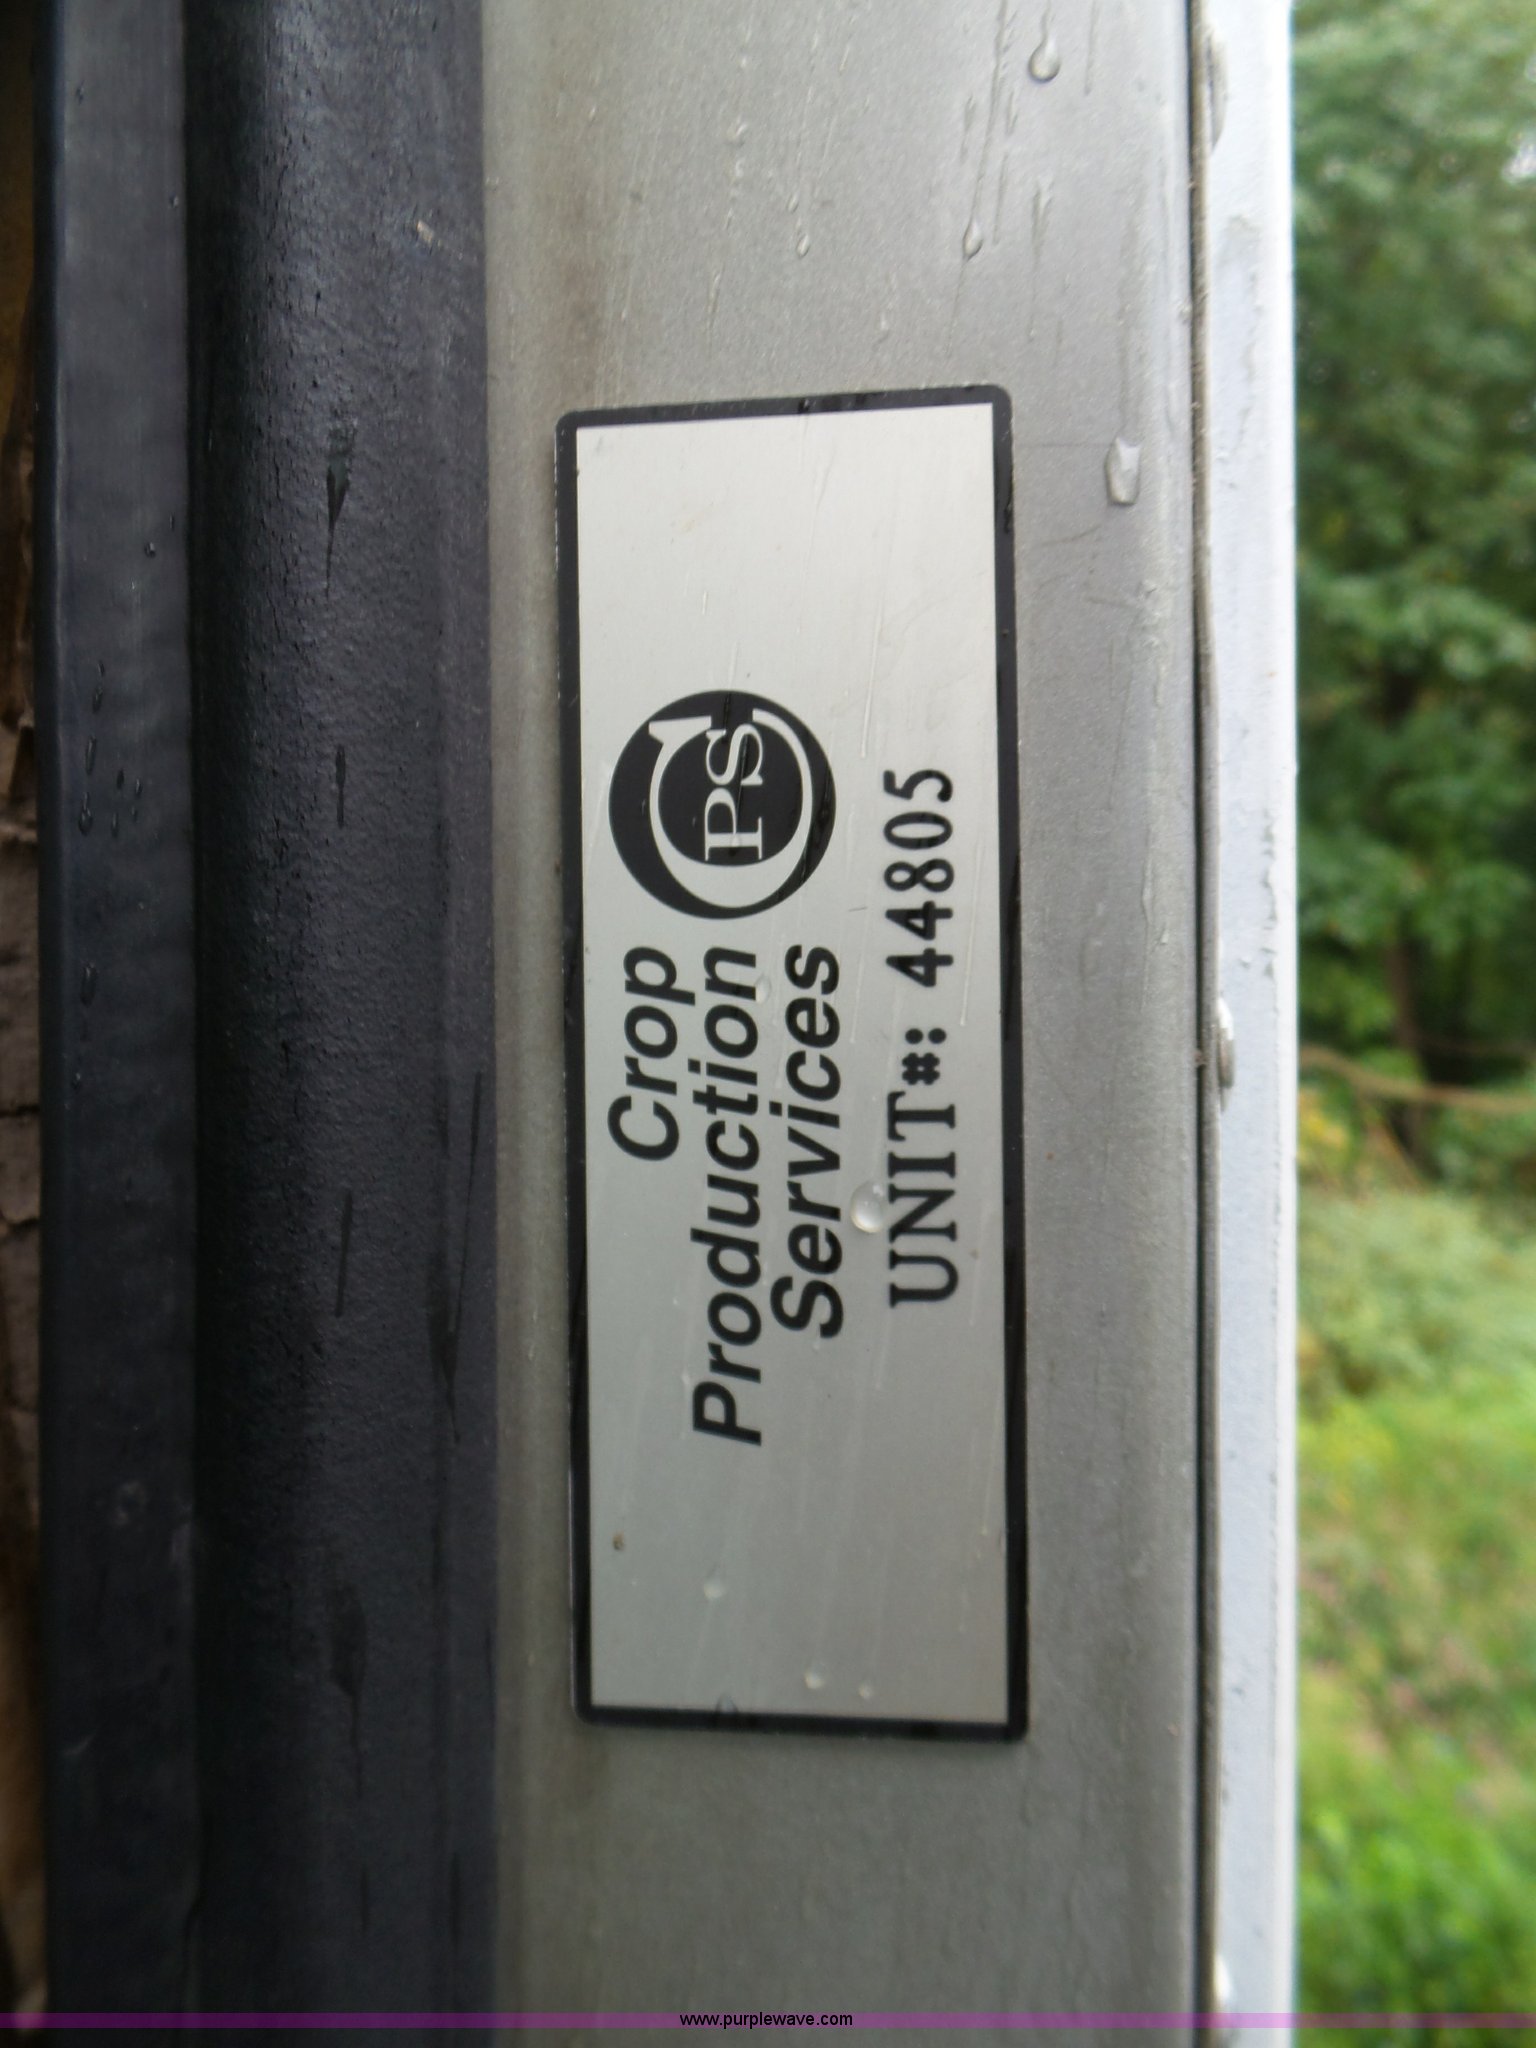 Crop
Production
Services
CPS
UNIT#: 44805
www.purplewave.com